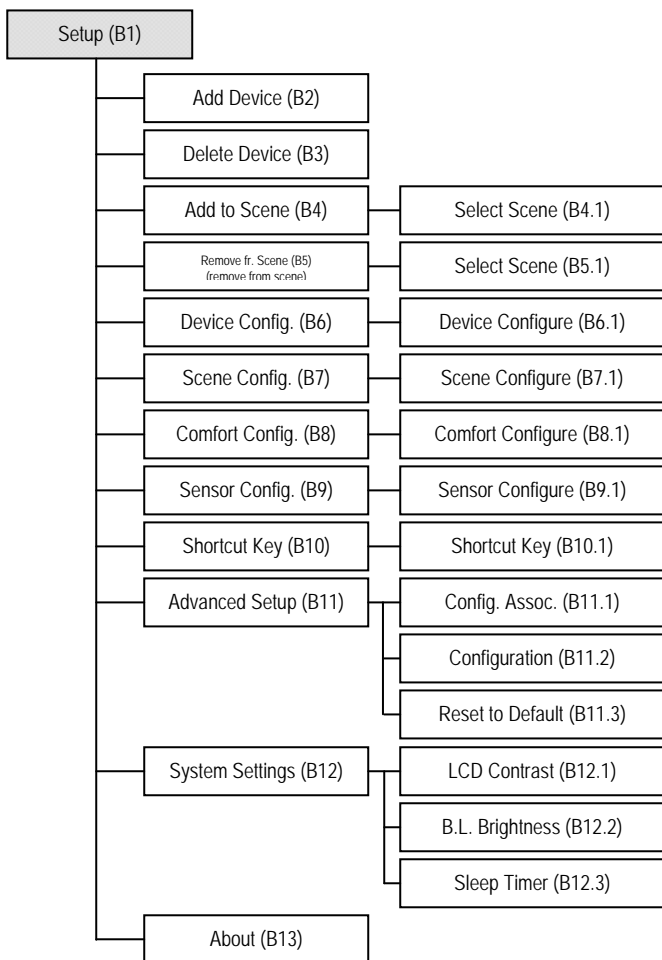 Setup (B1)
Add Device (B2)
Delete Device (B3)
Add to Scene (B4)
Select Scene (B4.1)
Remove fr. Scene (B5)
(remove from scene)
Select Scene (B5.1)
Device Config. (B6)
Device Configure (B6.1)
Scene Config. (B7)
Scene Configure (B7.1)
Comfort Config. (B8)
Comfort Configure (B8.1)
Sensor Config. (B9)
Sensor Configure (B9.1)
Shortcut Key (B10)
Shortcut Key (B10.1)
Advanced Setup (B11)
Config. Assoc. (B11.1)
Configuration (B11.2)
Reset to Default (B11.3)
System Settings (B12)
LCD Contrast (B12.1)
B.L. Brightness (B12.2)
Sleep Timer (B12.3)
About (B13)